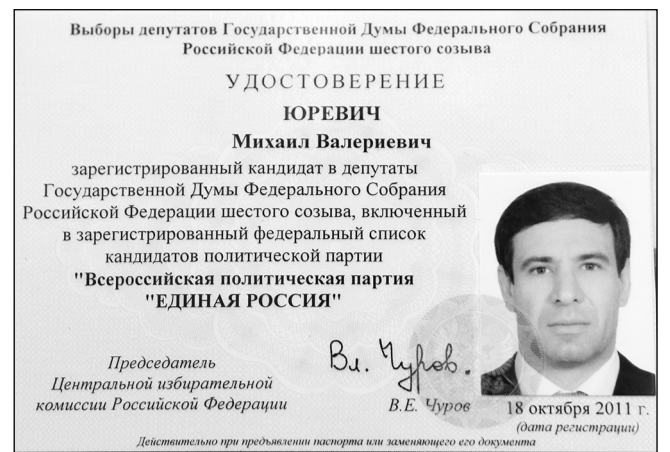 Выборы депутатов Государственной Думы Федерального Собрания
Российской Федерации шестого созыва
УДОСТОВЕРЕНИЕ
ЮРЕВИЧ
Михаил Валериевич
зарегистрированный кандидат в депутаты
Государственной Думы Федерального Собрания
Российской Федерации шестого созыва, включенный
в зарегистрированный федеральный список
кандидатов политической партии
"Всероссийская политическая партия
"ЕДИНАЯ РОССИЯ"
Председатель
Центральной избирательной
комиссии Российской Федерации
Вл. Чуров.
В.Е. Чуров
18 октября 2011 г.
(дата регистрации)
Действительно при предъявлении паспорта или заменяющего его документа